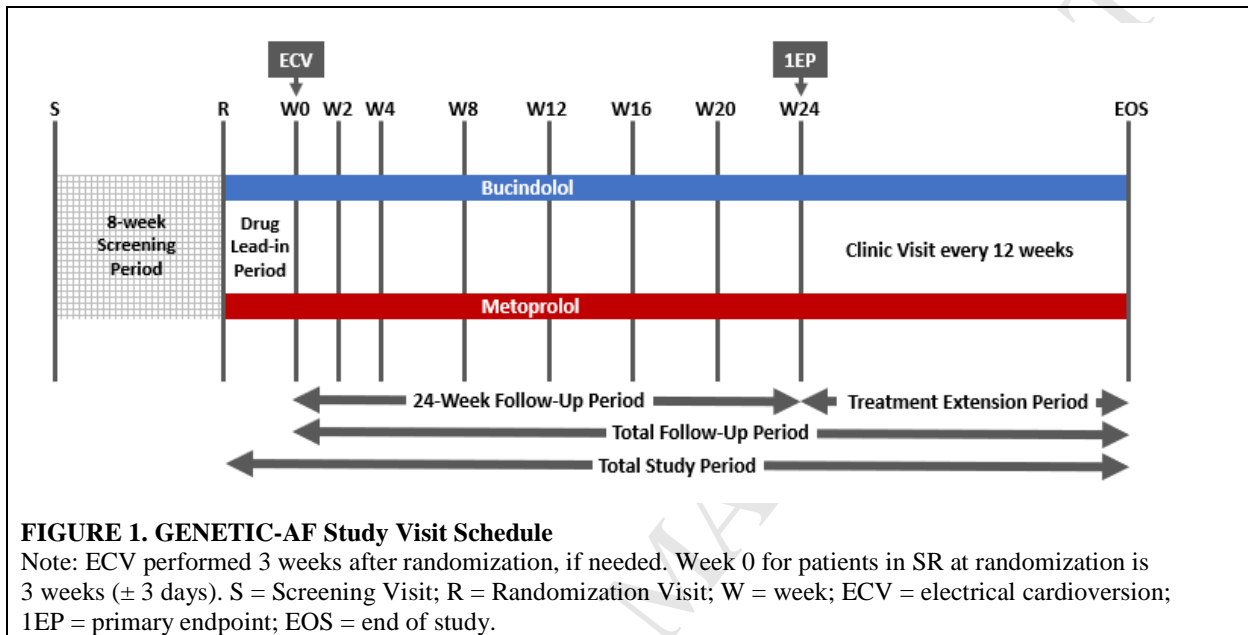 ECV
1EP
S
R
W0
W2
W4
W8
W12
W16
W20
W24
EOS
Bucindolol
8-week
Screening
Period
Drug
Lead-in
Period
Clinic Visit every 12 weeks
Metoprolol
24-Week Follow-Up Period
Treatment Extension Period
Total Follow-Up Period
Total Study Period
FIGURE 1. GENETIC-AF Study Visit Schedule
Note: ECV performed 3 weeks after randomization, if needed. Week 0 for patients in SR at randomization is
3 weeks (± 3 days). S = Screening Visit; R = Randomization Visit; W = week; ECV = electrical cardioversion;
1EP = primary endpoint; EOS = end of study.